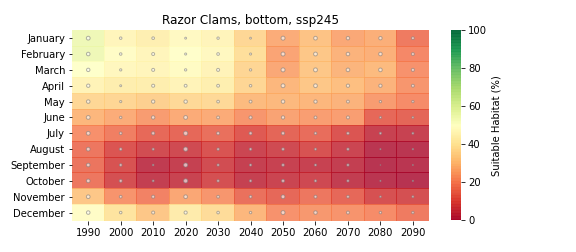 Razor Clams, bottom, ssp245
January
February
March
April
May
June
July
August
September
October
November
December
1990 2000 2010 2020 2030 2040 2050 2060 2070 2080 2090
100
80
60
40
20
0
Suitable Habitat (%)